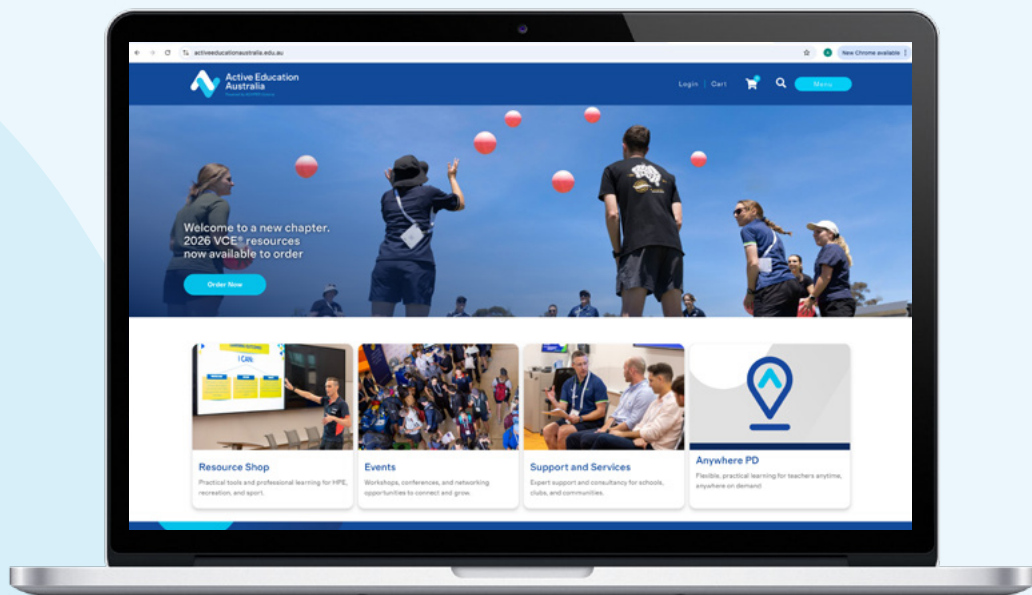 activeeducationaustralia.edu.au
New Chrome available
Active Education
Australia
Login | Cart
Menu
Welcome to a new chapter.
2026 VCE® resources
now available to order
Order Now
I CAN
Resource Shop
Practical tools and professional learning for HPE,
recreation, and sport.
Events
Workshops, conferences, and networking
opportunities to connect and grow.
Support and Services
Expert support and consultancy for schools,
clubs, and communities.
Anywhere PD
Flexible, practical learning for teachers anytime,
anywhere on demand.